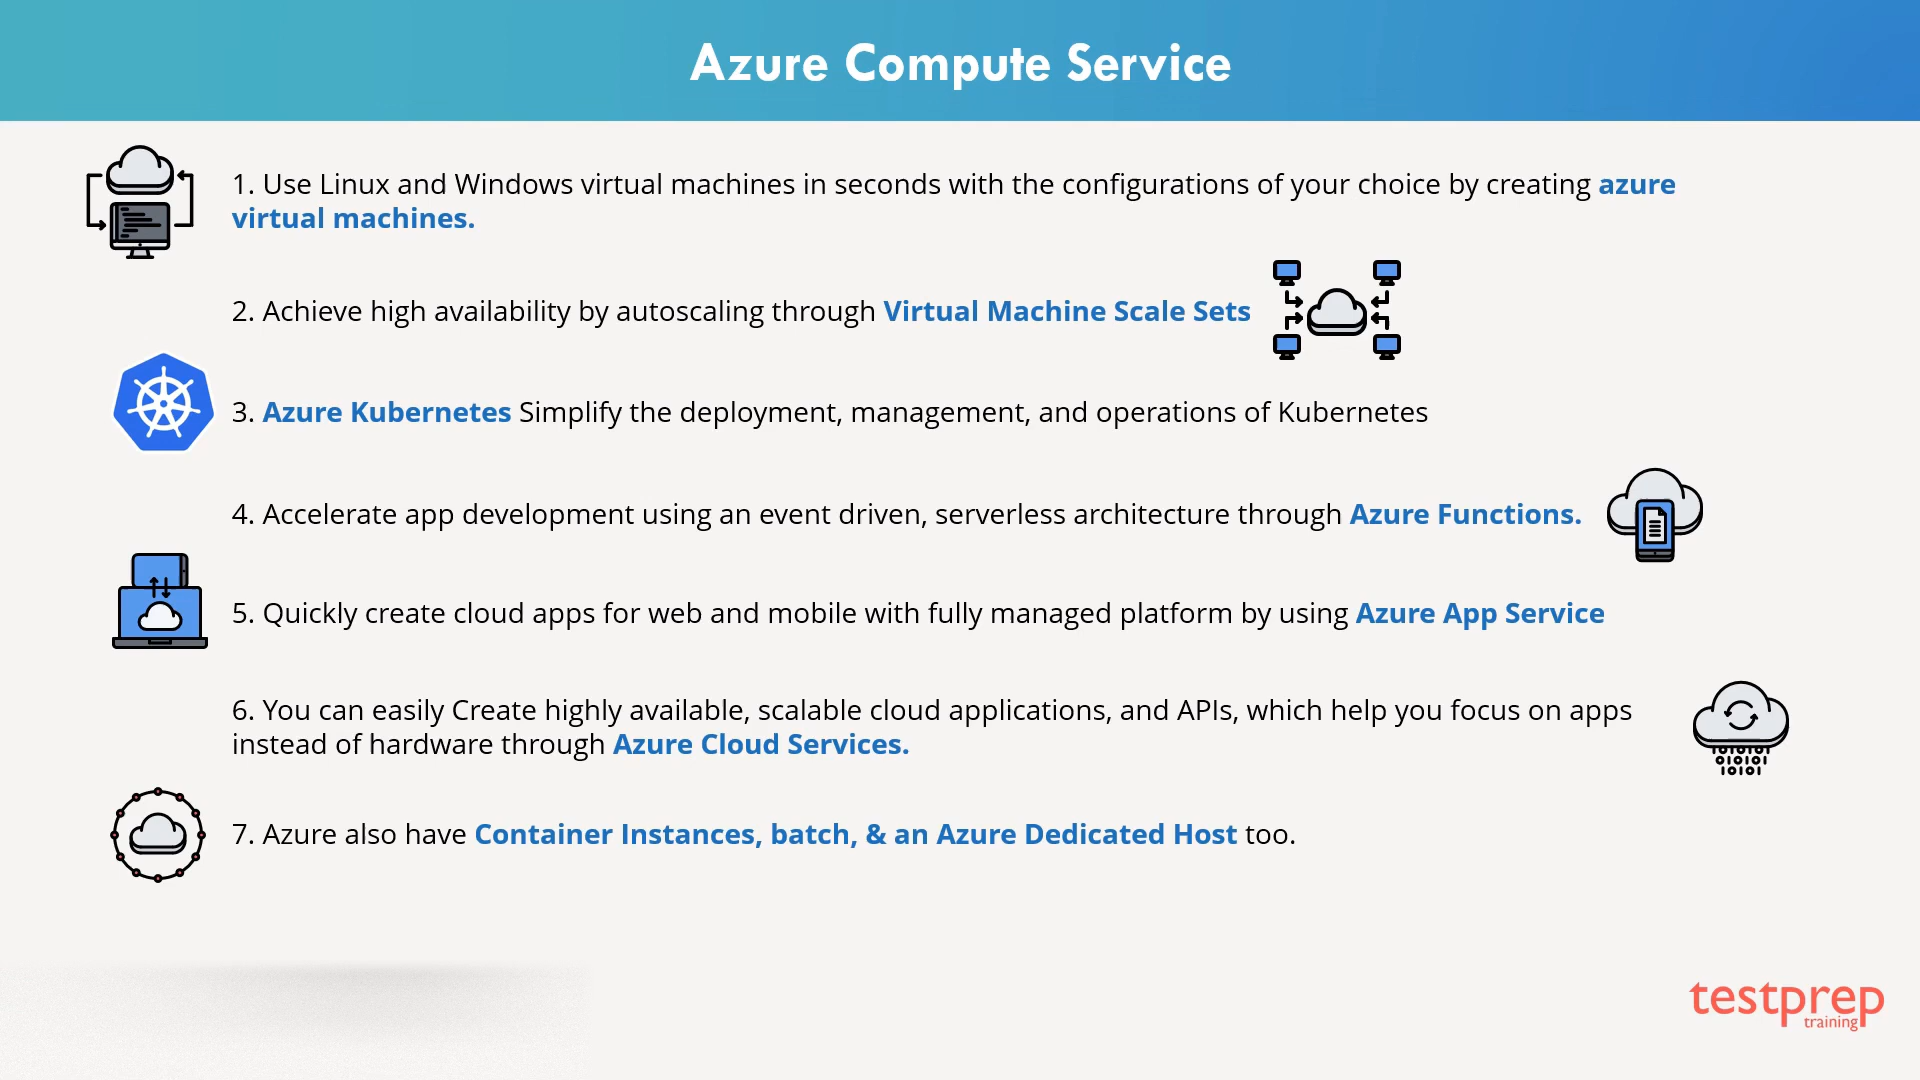 Azure Compute Service
1. Use Linux and Windows virtual machines in seconds with the configurations of your choice by creating azure
virtual machines.
2. Achieve high availability by autoscaling through Virtual Machine Scale Sets
3. Azure Kubernetes Simplify the deployment, management, and operations of Kubernetes
4. Accelerate app development using an event driven, serverless architecture through Azure Functions.
5. Quickly create cloud apps for web and mobile with fully managed platform by using Azure App Service
6. You can easily Create highly available, scalable cloud applications, and APIs, which help you focus on apps
instead of hardware through Azure Cloud Services.
7. Azure also have Container Instances, batch, & an Azure Dedicated Host too.
testprep
training